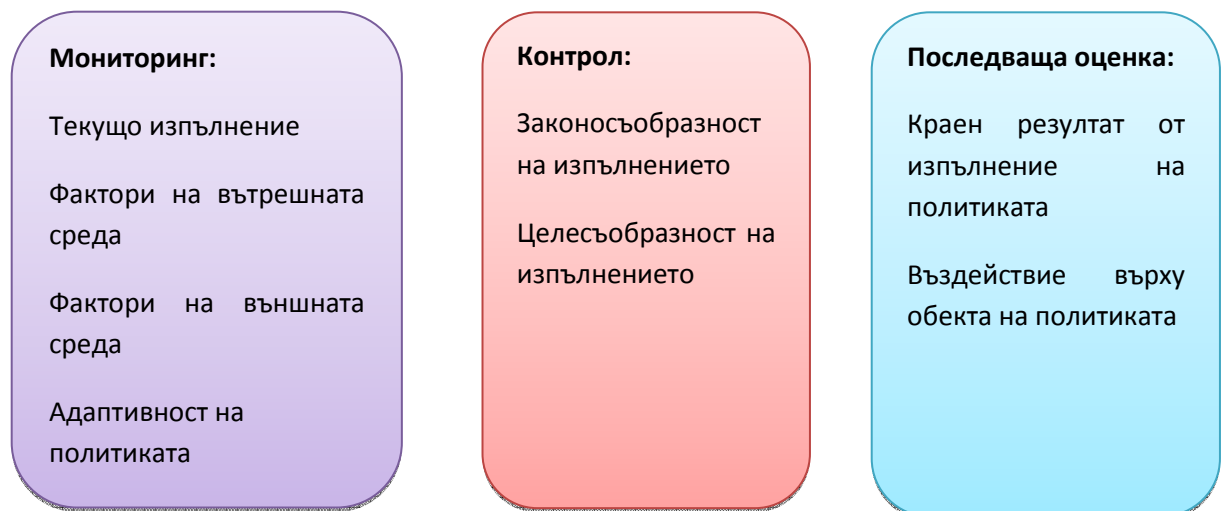 Мониторинг:
Текущо изпълнение
Фактори на вътрешната
среда
Фактори на външната
среда
Адаптивност на
политиката
Контрол:
Законосъобразност
на изпълнението
Целесъобразност на
изпълнението
Последваща оценка:
Краен резултат от
изпълнение на
политиката
Въздействие върху
обекта на политиката